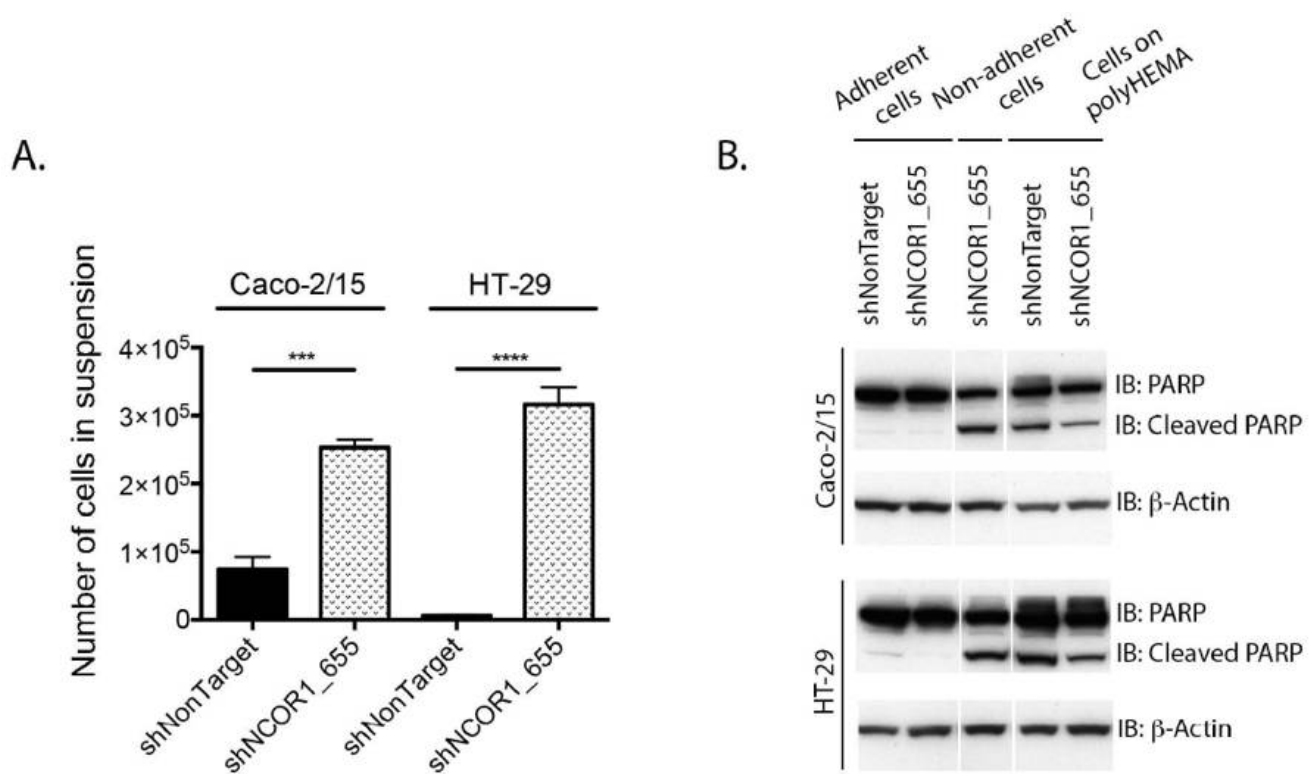 A.
Number of cells in suspension
Caco-2/15
HT-29
4×10⁵
3×10⁵
2×10⁵
1×10⁵
0
***
****
shNonTarget
shNCOR1_655
shNonTarget
shNCOR1_655
B.
Adherent
cells
Non-adherent
cells
Cells on
polyHEMA
shNonTarget
shNCOR1_655
shNCOR1_655
shNonTarget
shNCOR1_655
Caco-2/15
IB: PARP
IB: Cleaved PARP
IB: β-Actin
HT-29
IB: PARP
IB: Cleaved PARP
IB: β-Actin